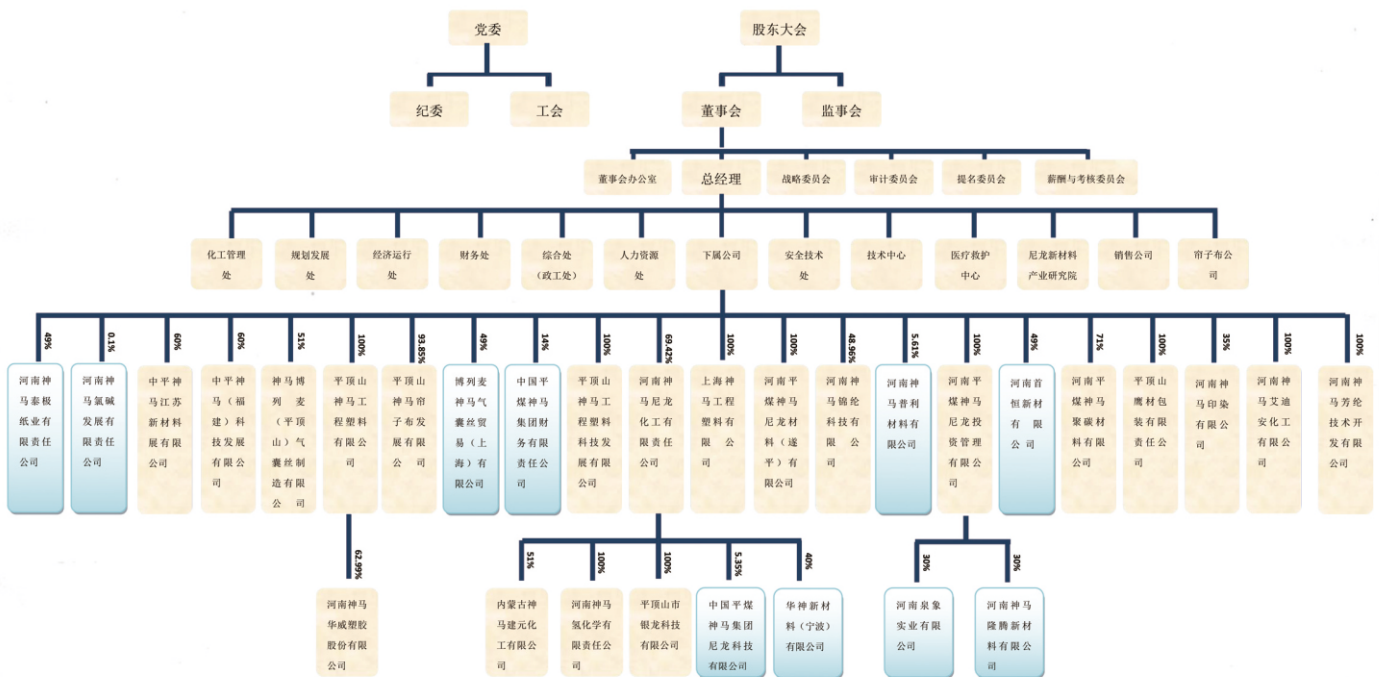 党委
股东大会
纪委
工会
董事会
监事会
董事会办公室
总经理
战略委员会
审计委员会
提名委员会
薪酬与考核委员会
化工管理
处
规划发展
处
经济运行
处
财务处
综合处
（政工处）
人力资源
处
下属公司
安全技术
处
技术中心
医疗救护
中心
尼龙新材料
产业研究院
销售公司
帘子布公
司
49%
河南神
马泰极
纸业有
限责任
公司
0.1%
河南神
马氯碱
发展有
限责任
公司
60%
中平神
马江苏
新材料
发展有
限公司
60%
中平神
马（福
建）科
技发展
有限公
司
51%
神马博
列麦
（平顶
山）气
囊丝制
造有限
公司
100%
平顶山
神马工
程塑料
有限公
司
93.85%
平顶山
神马帘
子布发
展有限
公司
49%
博列麦
神马气
囊丝贸
易（上
海）有
限公司
14%
中国平
煤神马
集团财
务有限
责任公
司
100%
平顶山
神马工
程塑料
科技发
展有限
公司
69.42%
河南神
马尼龙
化工有
限责任
公司
100%
上海神
马工程
塑料有
限公司
100%
河南平
煤神马
尼龙材
料（遂
平）有
限公司
48.96%
河南神
马锦纶
科技有
限公司
5.61%
河南神
马普利
材料有
限公司
100%
河南平
煤神马
尼龙投
资管理
有限公
司
49%
河南首
恒新材
有限
公司
71%
河南平
煤神马
聚碳材
料有限
公司
100%
平顶山
鹰材包
装有限
责任公
司
35%
河南神
马印染
有限公
司
100%
河南神
马艾迪
安化工
有限公
司
100%
河南神
马芳纶
技术开
发有限
公司
62.99%
河南神马
华威塑胶
股份有限
公司
51%
内蒙古神
马建元化
工有限公
司
100%
河南神马
氢化学有
限责任公
司
100%
平顶山市
银龙科技
有限公司
5.35%
中国平煤
神马集团
尼龙科技
有限公司
40%
华神新材
料（宁波）
有限公司
30%
河南泉象
实业有限
公司
30%
河南神马
隆腾新材
料有限公
司